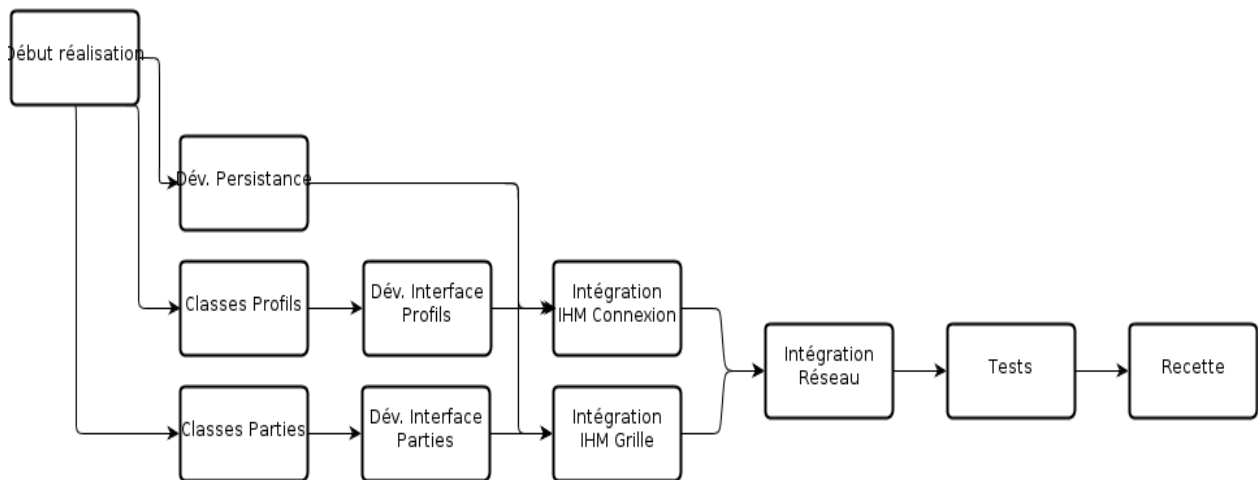 Début réalisation
Dév. Persistance
Classes Profils
Dév. Interface
Profils
Intégration
IHM Connexion
Classes Parties
Dév. Interface
Parties
Intégration
IHM Grille
Intégration
Réseau
Tests
Recette